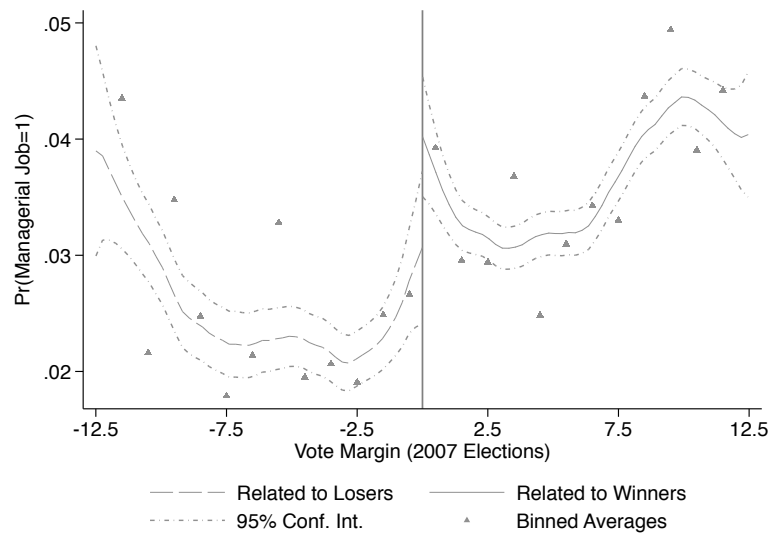 Pr(Managerial Job=1)
.05
.04
.03
.02
-12.5 -7.5 -2.5 2.5 7.5 12.5
Vote Margin (2007 Elections)
Related to Losers Related to Winners
95% Conf. Int. Binned Averages